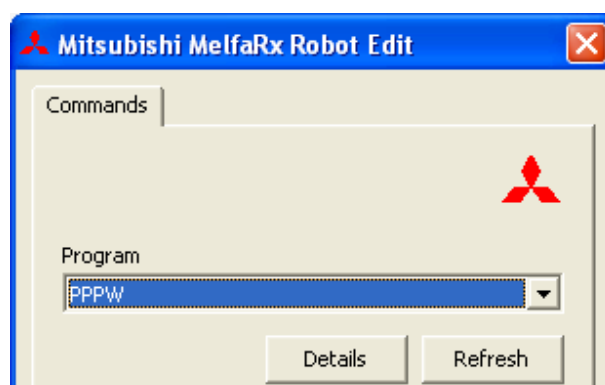 Mitsubishi MelfaRx Robot Edit
Commands
Program
PPPW
Details Refresh